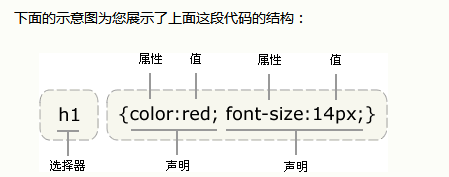 下面的示意图为您展示了上面这段代码的结构：
属性 值 属性 值
h1 {color:red; font-size:14px;}
选择器 声明 声明